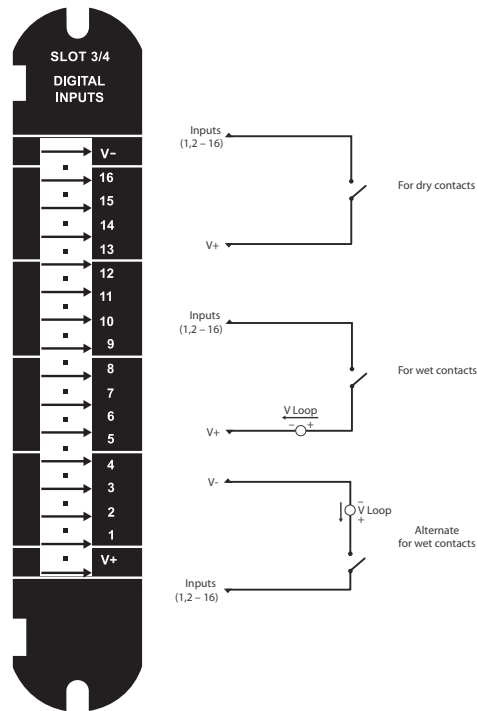 SLOT 3/4
DIGITAL
INPUTS
V–
16
15
14
13
12
11
10
9
8
7
6
5
4
3
2
1
V+
Inputs
(1,2 – 16)
For dry contacts
V+
Inputs
(1,2 – 16)
For wet contacts
V Loop
– +
V+
V-
–
V Loop
+
Alternate
for wet contacts
Inputs
(1,2 – 16)